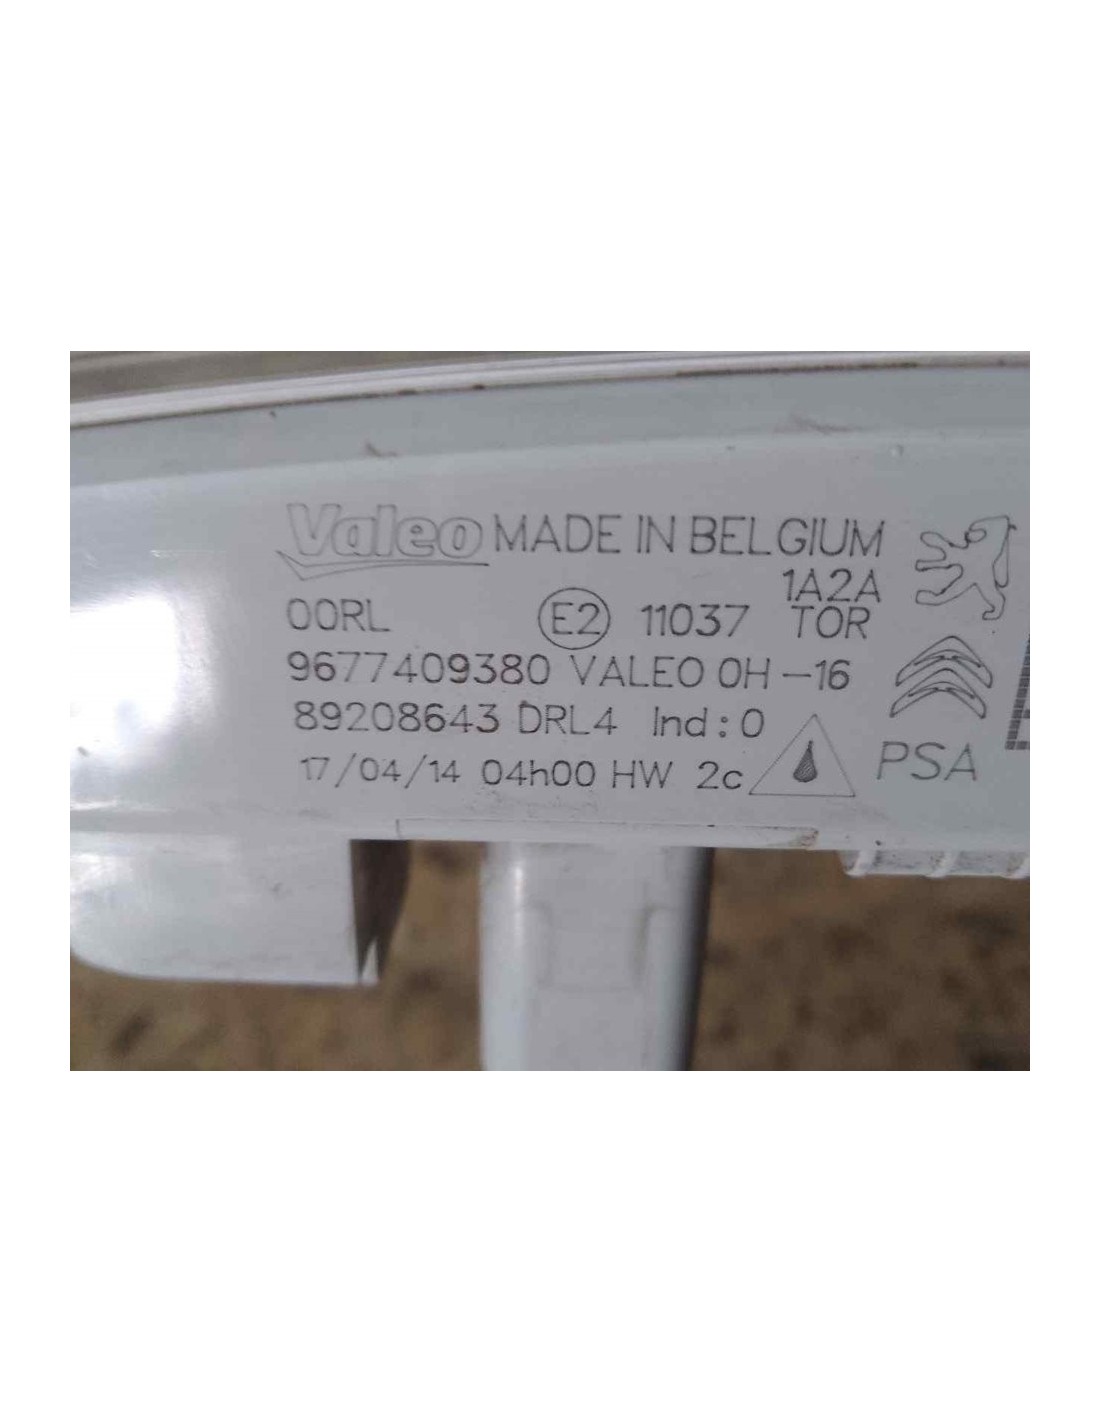 Valeo MADE IN BELGIUM
1A2A
00RL E2 11037 TOR
9677409380 VALEO 0H-16
89208643 DRL4 Ind:0
17/04/14 04h00 HW 2c
PSA